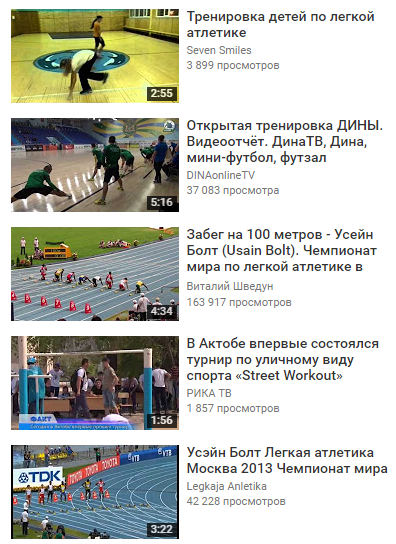 Тренировка детей по легкой
атлетике
Seven Smiles
3 899 просмотров
2:55
Открытая тренировка ДИНЫ.
Видеоотчёт. ДинаТВ, Дина,
мини-футбол, футзал
DINAonlineTV
37 083 просмотра
5:16
Забег на 100 метров - Усейн
Болт (Usain Bolt). Чемпионат
мира по легкой атлетике в
Виталий Шведун
163 917 просмотров
4:34
В Актобе впервые состоялся
турнир по уличному виду
спорта «Street Workout»
РИКА ТВ
1 857 просмотров
ФАКТ
1:56
Усэйн Болт Легкая атлетика
Москва 2013 Чемпионат мира
Legkaja Anletika
42 228 просмотров
TDK
TOYOTA
TOYOTA
3:22